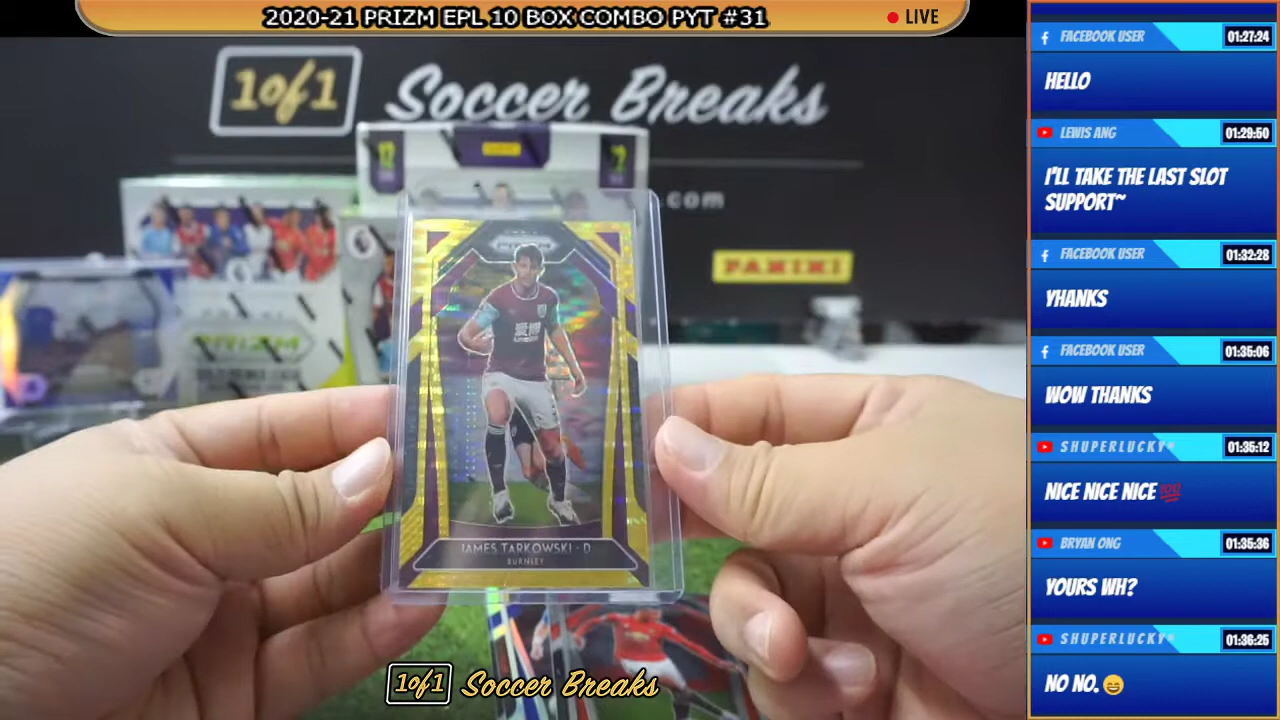 2020-21 PRIZM EPL 10 BOX COMBO PYT #31
LIVE
1of1
Soccer Breaks
.com
PANINI
PRIZM
PRIZM
JAMES TARKOWSKI · D
BURNLEY
1of1 Soccer Breaks
FACEBOOK USER 01:27:24
HELLO
LEWIS ANG 01:29:50
I'LL TAKE THE LAST SLOT
SUPPORT~
FACEBOOK USER 01:32:28
YHANKS
FACEBOOK USER 01:35:06
WOW THANKS
SHUPERLUCKY* 01:35:12
NICE NICE NICE 💯
BRYAN ONG 01:35:36
YOURS WH?
SHUPERLUCKY* 01:36:25
NO NO. 😄